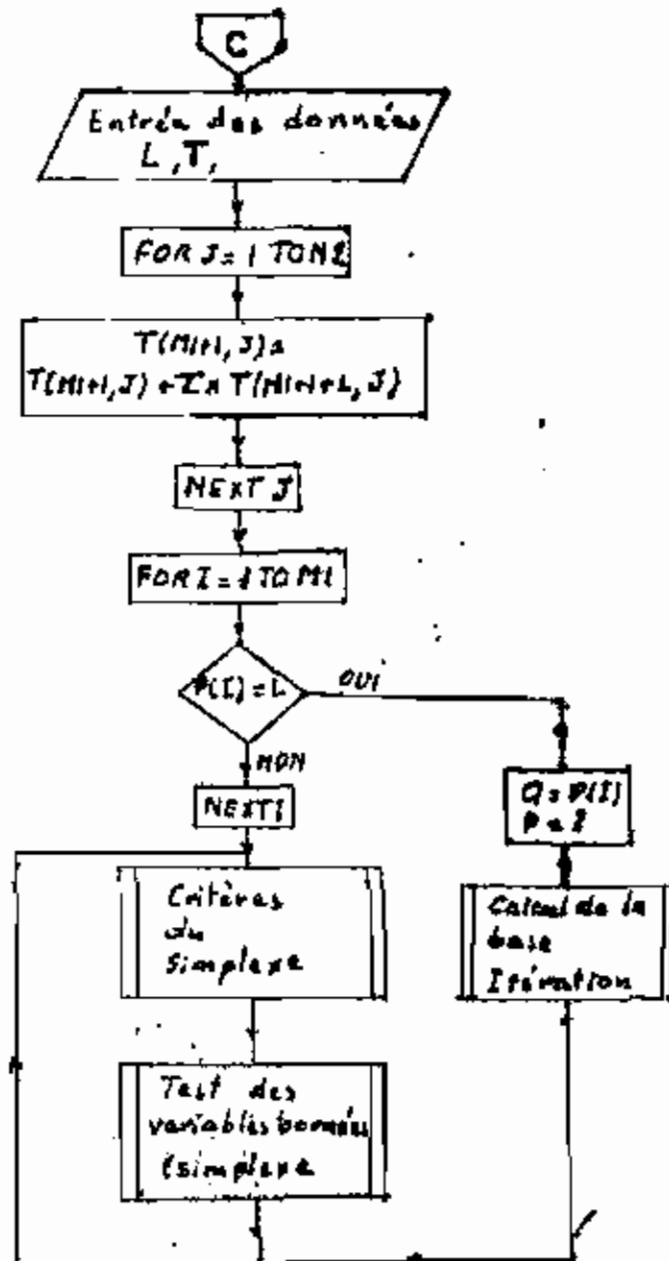 C
Entrée des données
L, T,
FOR J = 1 TO N2
T(M1+1, J) =
T(M1+1, J) + Z * T(M1+1+L, J)
NEXT J
FOR I = 1 TO M1
P(I) = L
OUI
NON
NEXT I
Q = P(I)
P = I
Critères
du
simplexe
Calcul de la
base
Itération
Test des
variables bornées
(simplexe